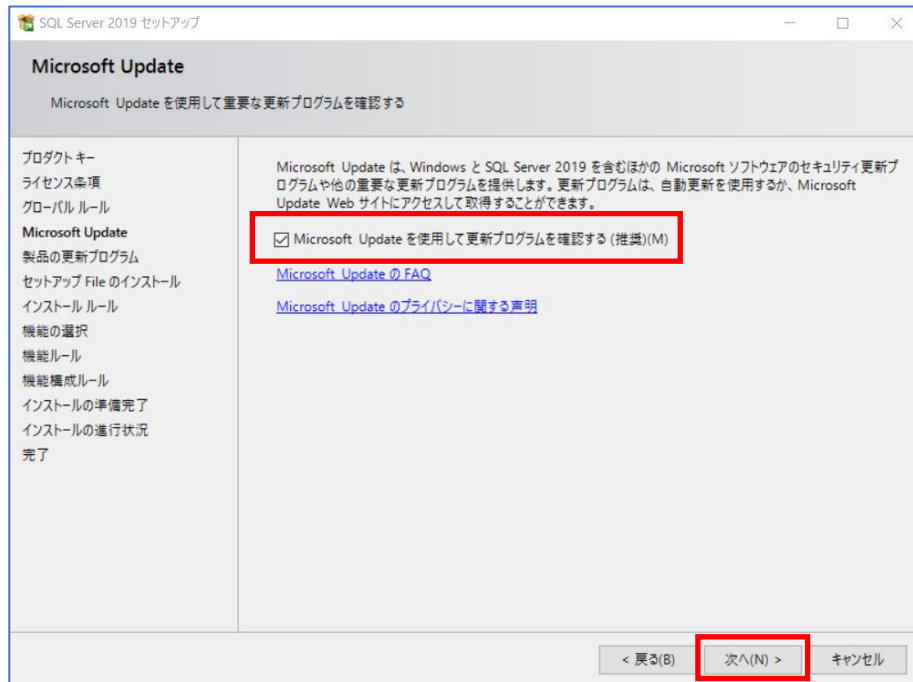 SQL Server 2019 セットアップ
Microsoft Update
Microsoft Update を使用して重要な更新プログラムを確認する
プロダクト キー
ライセンス条項
グローバル ルール
Microsoft Update
製品の更新プログラム
セットアップ File のインストール
インストール ルール
機能の選択
機能ルール
機能構成ルール
インストールの準備完了
インストールの進行状況
完了
Microsoft Update は、Windows と SQL Server 2019 を含むほかの Microsoft ソフトウェアのセキュリティ更新プ
ログラムや他の重要な更新プログラムを提供します。更新プログラムは、自動更新を使用するか、Microsoft
Update Web サイトにアクセスして取得することができます。
Microsoft Update を使用して更新プログラムを確認する (推奨)(M)
Microsoft Update の FAQ
Microsoft Update のプライバシーに関する声明
< 戻る(B)
次へ(N) >
キャンセル